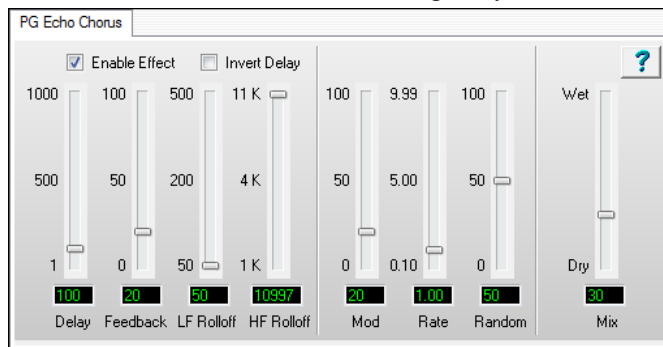 PG Echo Chorus
Enable Effect Invert Delay ?
1000 100 500 11 K 100 9.99 100 Wet
500 50 200 4 K 50 5.00 50
1 0 50 1 K 0 0.10 0 Dry
100 20 50 10997 20 1.00 50 30
Delay Feedback LF Rolloff HF Rolloff Mod Rate Random Mix